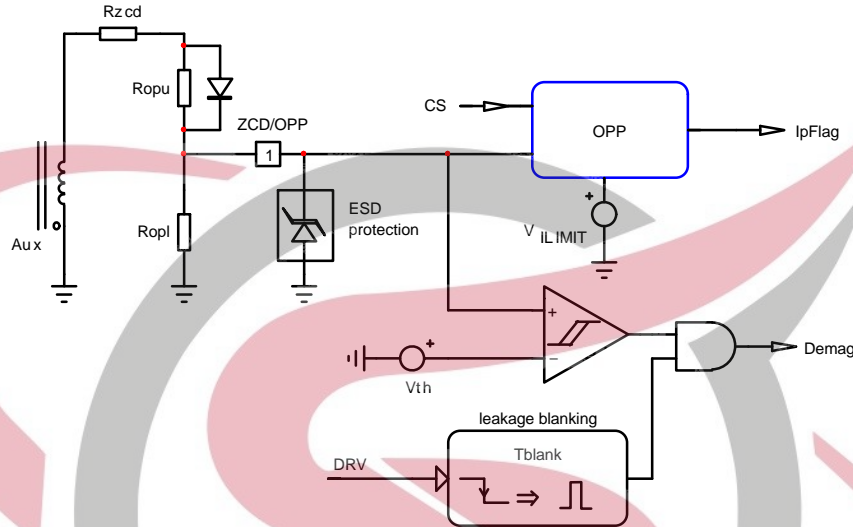 Rzcd
Ropu
ZCD/OPP
CS
OPP
IpFlag
1
ESD
protection
Aux
Ropl
+
V ILIMIT
+
+
−
Vth
Demag
leakage blanking
Tblank
DRV